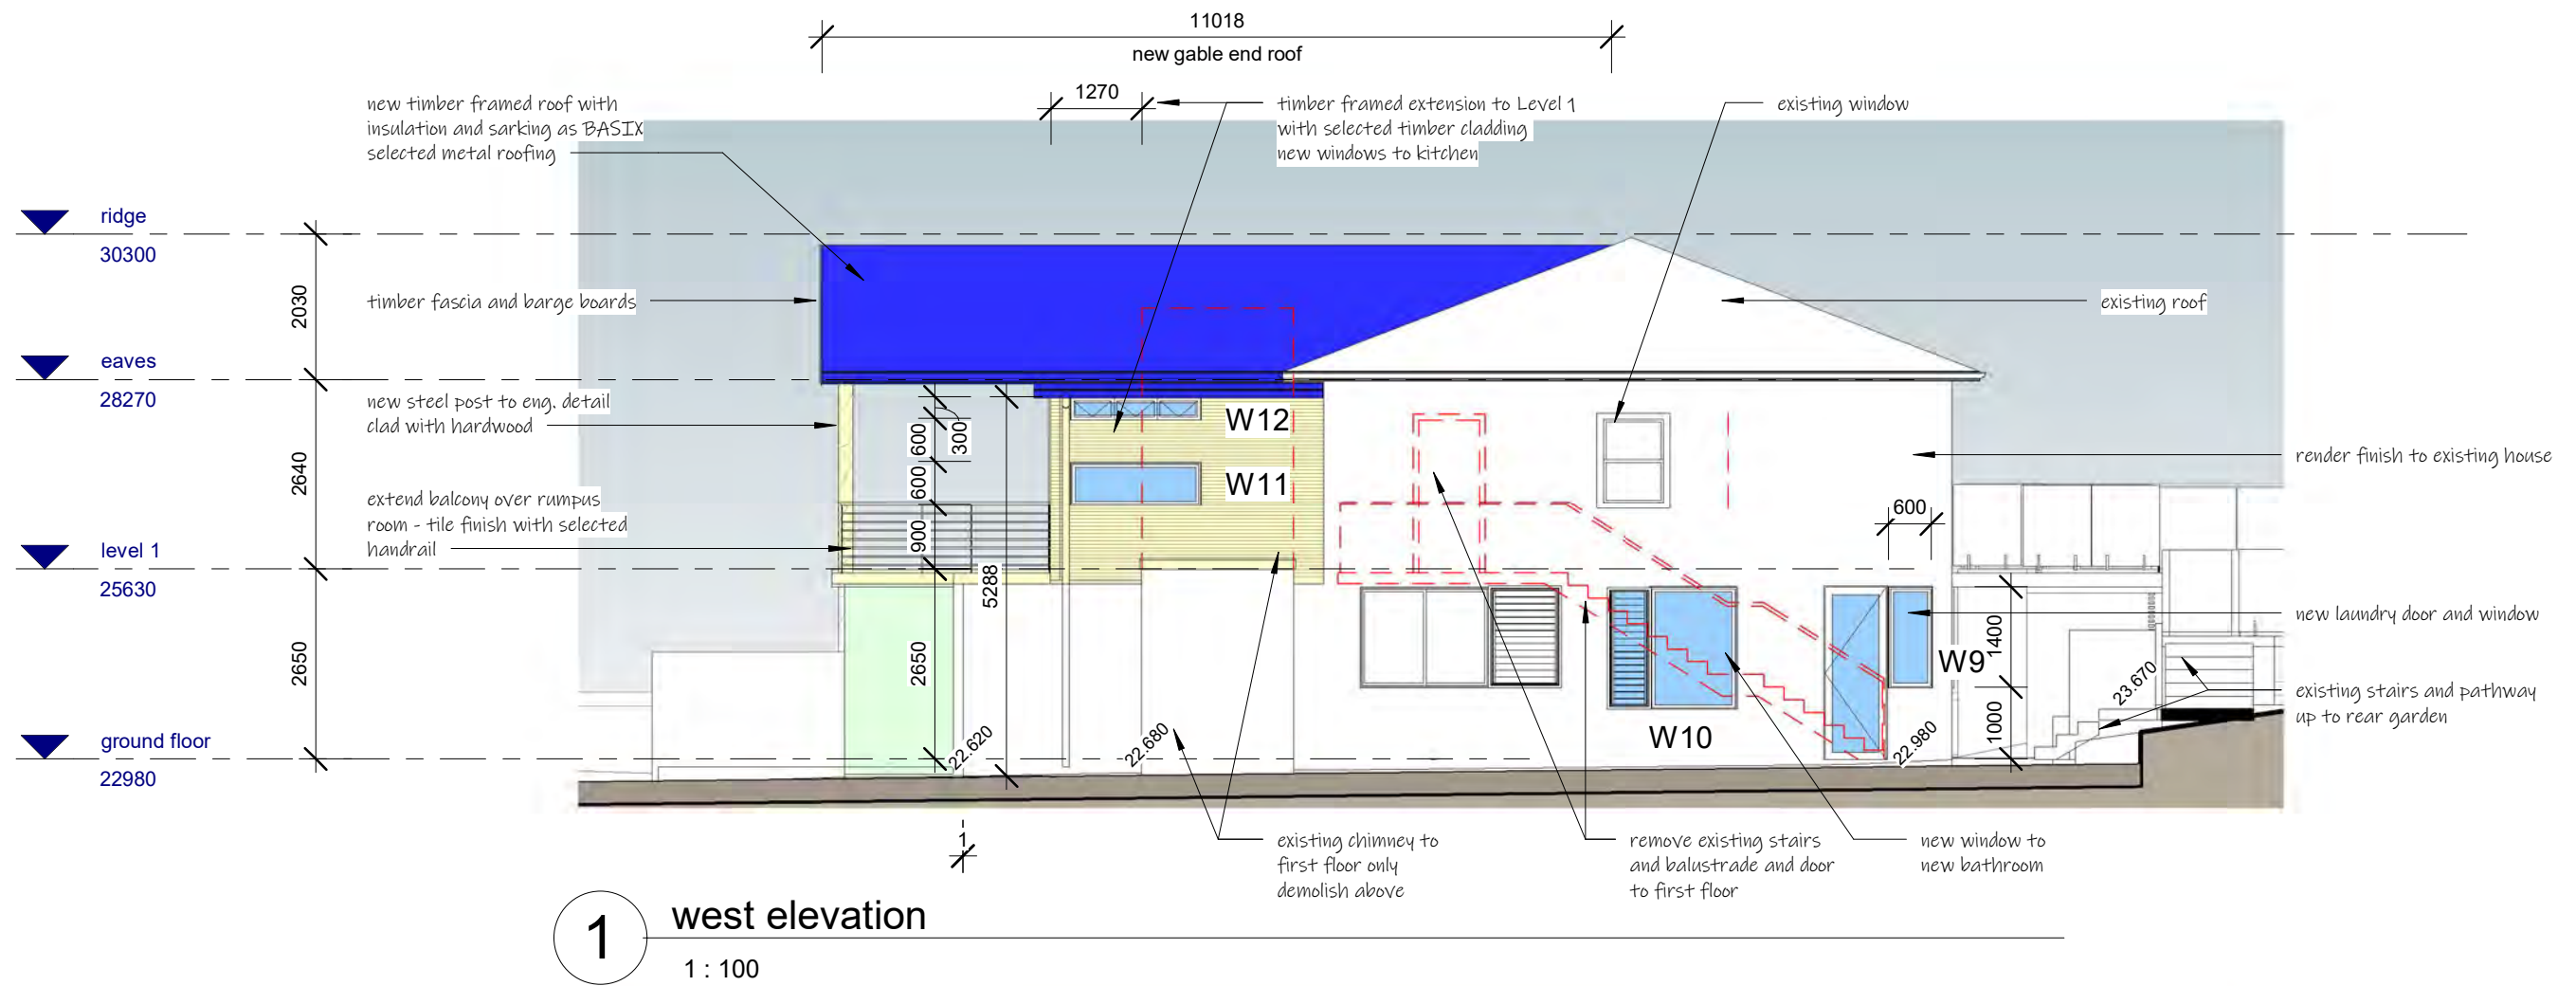 11018
new gable end roof
1270
new timber framed roof with
insulation and sarking as BASIX
selected metal roofing
timber framed extension to Level 1
with selected timber cladding
new windows to kitchen
existing window
ridge
30300
2030
timber fascia and barge boards
existing roof
eaves
28270
new steel post to eng. detail
clad with hardwood
600
300
W12
render finish to existing house
2640
600
W11
extend balcony over rumpus
room - tile finish with selected
handrail
900
600
level 1
25630
5288
new laundry door and window
2650
2650
1400
W9
23.670
existing stairs and pathway
up to rear garden
ground floor
22980
22.620
22.680
W10
22.980
1000
1
existing chimney to
first floor only
demolish above
remove existing stairs
and balustrade and door
to first floor
new window to
new bathroom
1
west elevation
1 : 100